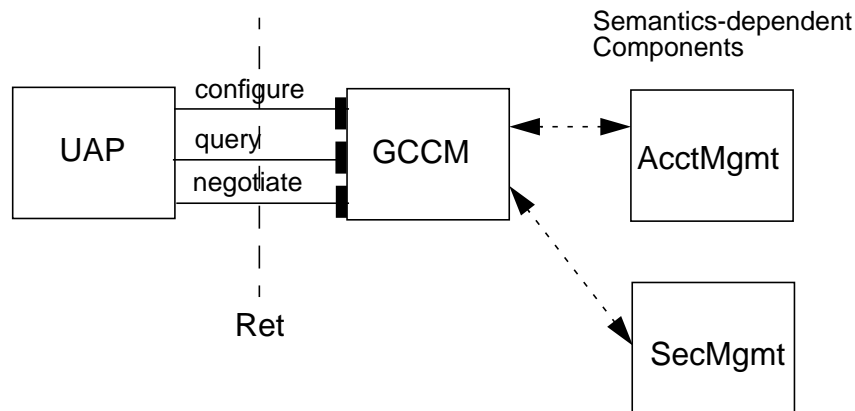 Semantics-dependent
Components
configure
UAP
query
GCCM
AcctMgmt
negotiate
Ret
SecMgmt